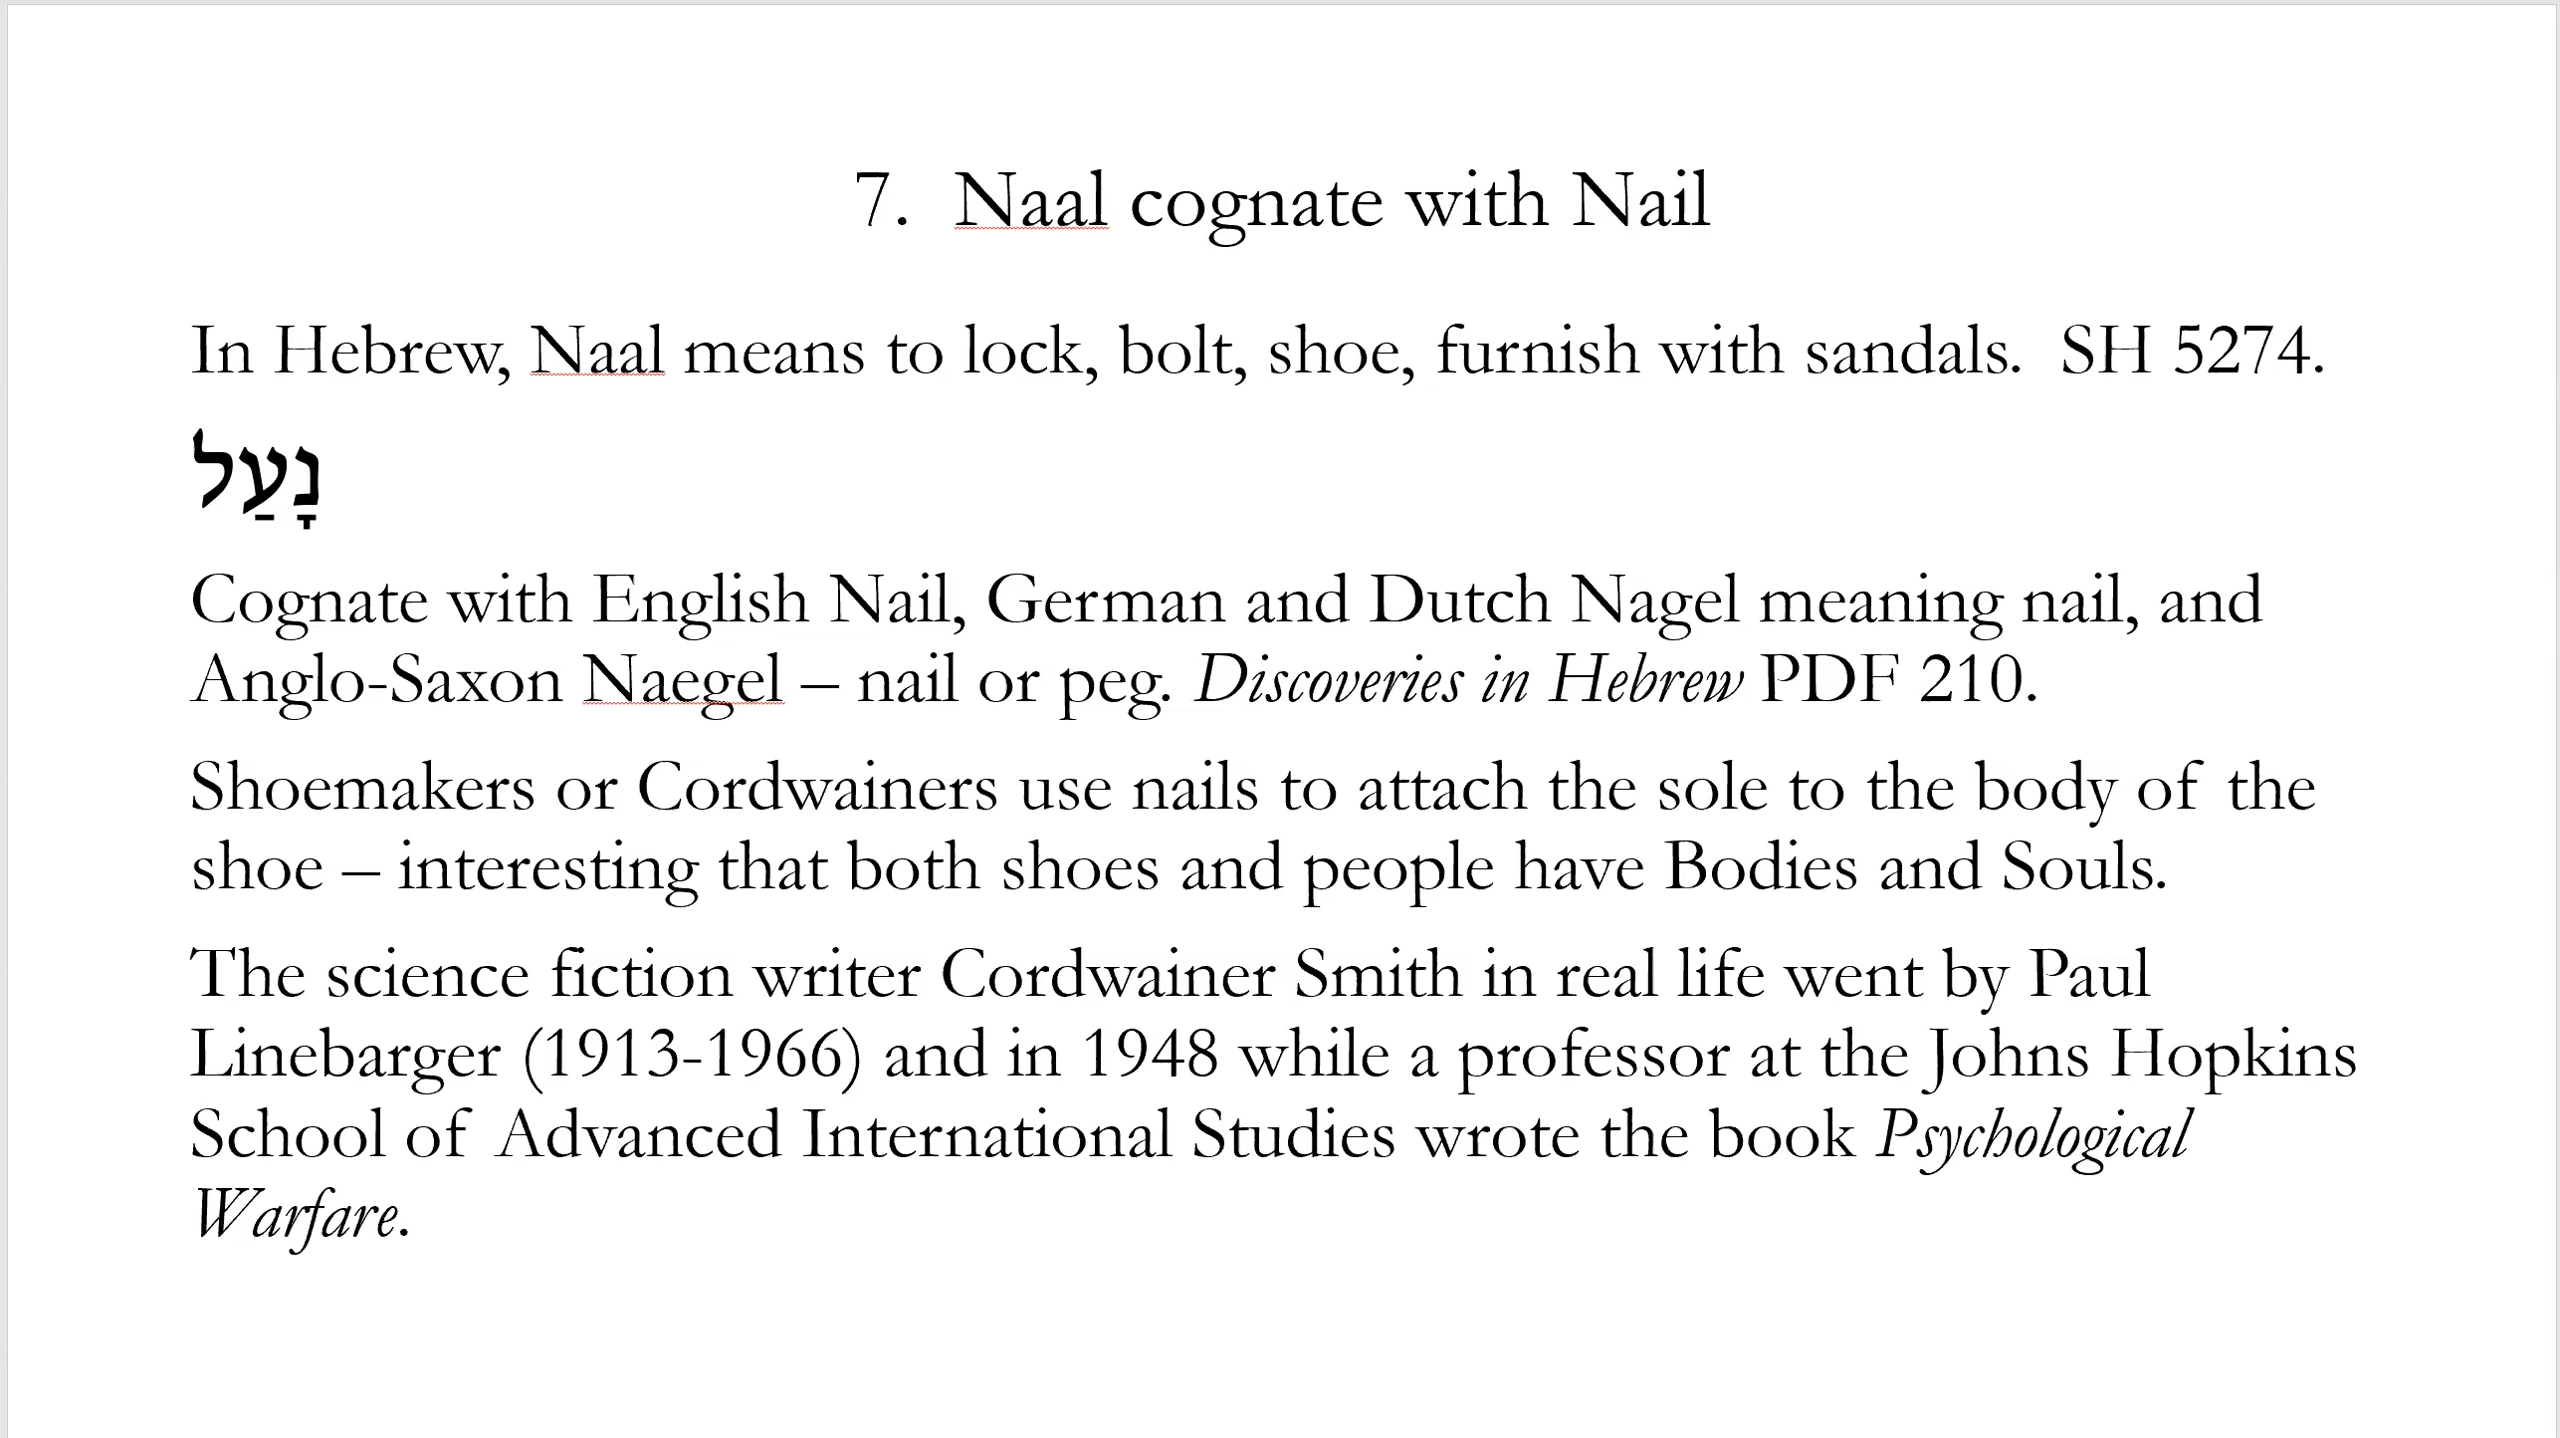 7. Naal cognate with Nail
In Hebrew, Naal means to lock, bolt, shoe, furnish with sandals. SH 5274.
נָעַל
Cognate with English Nail, German and Dutch Nagel meaning nail, and
Anglo-Saxon Naegel – nail or peg. Discoveries in Hebrew PDF 210.
Shoemakers or Cordwainers use nails to attach the sole to the body of the
shoe – interesting that both shoes and people have Bodies and Souls.
The science fiction writer Cordwainer Smith in real life went by Paul
Linebarger (1913-1966) and in 1948 while a professor at the Johns Hopkins
School of Advanced International Studies wrote the book Psychological
Warfare.